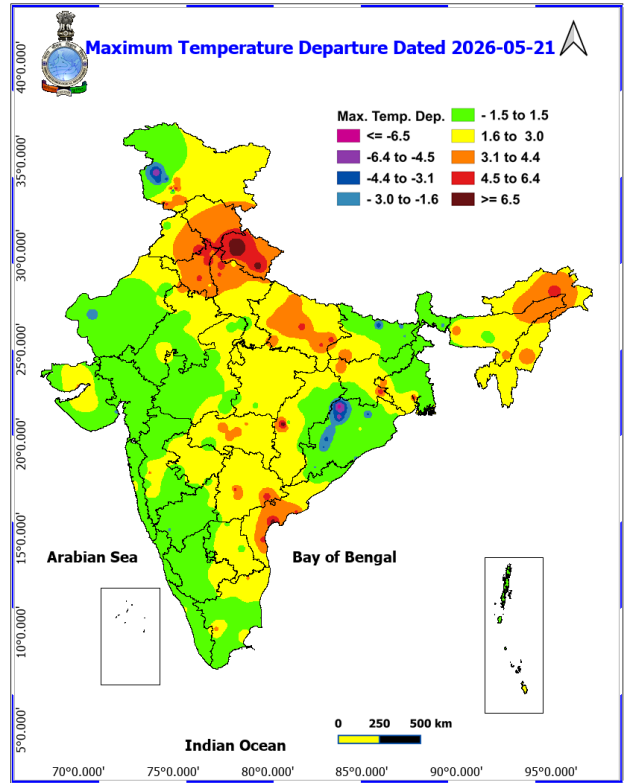 Maximum Temperature Departure Dated 2026-05-21
Max. Temp. Dep.
<= -6.5
-6.4 to -4.5
-4.4 to -3.1
- 3.0 to -1.6
- 1.5 to 1.5
1.6 to 3.0
3.1 to 4.4
4.5 to 6.4
>= 6.5
40°0.000'
35°0.000'
30°0.000'
25°0.000'
20°0.000'
15°0.000'
10°0.000'
5°0.000'
Arabian Sea
Bay of Bengal
Indian Ocean
0 250 500 km
70°0.000' 75°0.000' 80°0.000' 85°0.000' 90°0.000' 95°0.000'